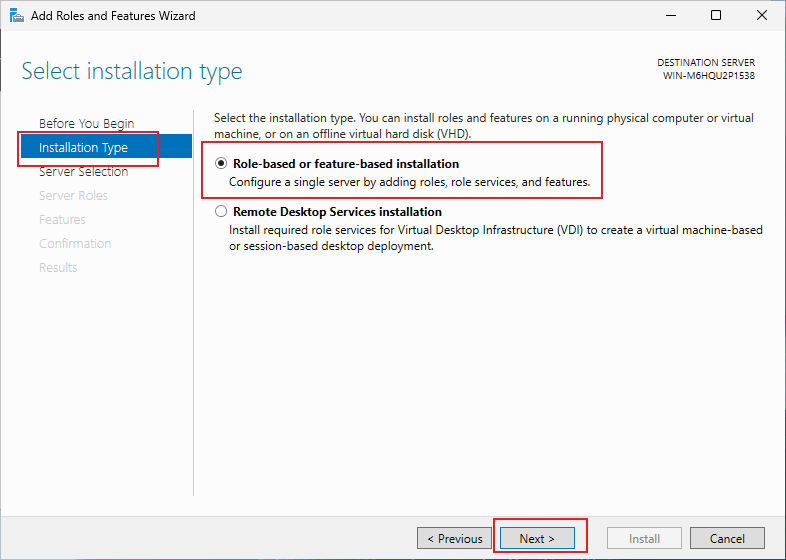 Add Roles and Features Wizard
Select installation type
DESTINATION SERVER
WIN-M6HQU2P1538
Before You Begin
Installation Type
Server Selection
Server Roles
Features
Confirmation
Results
Select the installation type. You can install roles and features on a running physical computer or virtual
machine, or on an offline virtual hard disk (VHD).
Role-based or feature-based installation
Configure a single server by adding roles, role services, and features.
Remote Desktop Services installation
Install required role services for Virtual Desktop Infrastructure (VDI) to create a virtual machine-based
or session-based desktop deployment.
< Previous
Next >
Install
Cancel